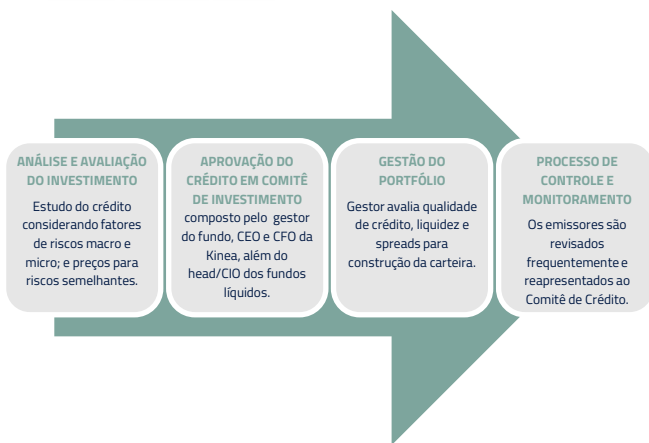 ANÁLISE E AVALIAÇÃO
DO INVESTIMENTO
Estudo do crédito
considerando fatores
de riscos macro e
micro; e preços para
riscos semelhantes.
APROVAÇÃO DO
CRÉDITO EM COMITÊ
DE INVESTIMENTO
composto pelo gestor
do fundo, CEO e CFO da
Kinea, além do
head/CIO dos fundos
líquidos.
GESTÃO DO
PORTFÓLIO
Gestor avalia qualidade
de crédito, liquidez e
spreads para
construção da carteira.
PROCESSO DE
CONTROLE E
MONITORAMENTO
Os emissores são
revisados
frequentemente e
reapresentados ao
Comitê de Crédito.